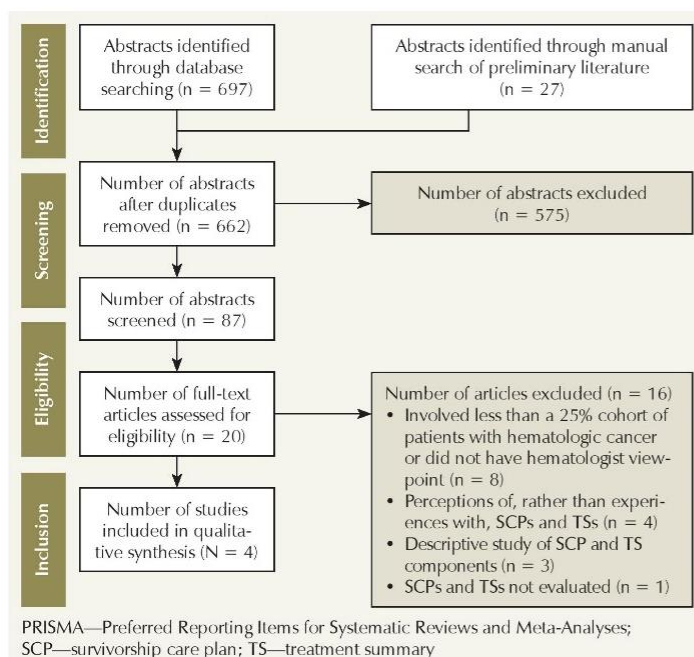 Identification
Abstracts identified
through database
searching (n = 697)
Abstracts identified through manual
search of preliminary literature
(n = 27)
Screening
Number of abstracts
after duplicates
removed (n = 662)
Number of abstracts excluded
(n = 575)
Number of abstracts
screened (n = 87)
Eligibility
Number of full-text
articles assessed for
eligibility (n = 20)
Number of articles excluded (n = 16)
• Involved less than a 25% cohort of
patients with hematologic cancer
or did not have hematologist view-
point (n = 8)
• Perceptions of, rather than experi-
ences with, SCPs and TSs (n = 4)
• Descriptive study of SCP and TS
components (n = 3)
• SCPs and TSs not evaluated (n = 1)
Inclusion
Number of studies
included in qualita-
tive synthesis (N = 4)
PRISMA—Preferred Reporting Items for Systematic Reviews and Meta-Analyses;
SCP—survivorship care plan; TS—treatment summary